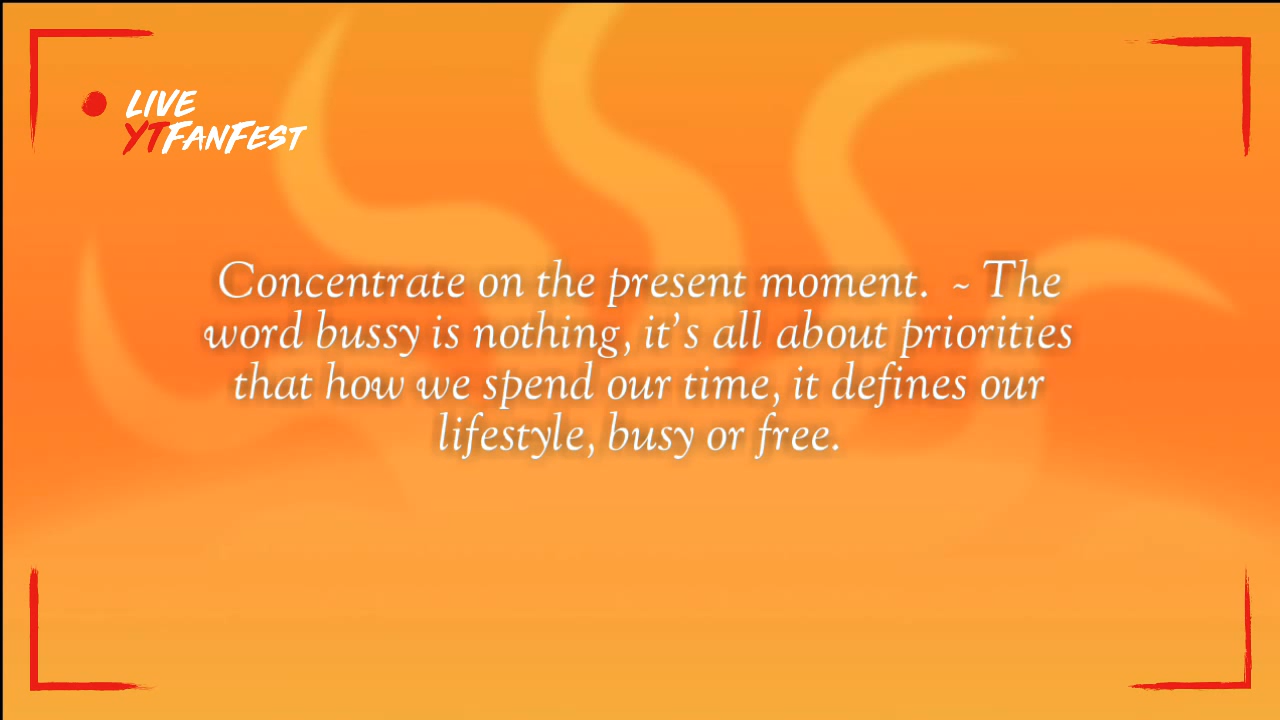 LIVE
YTFANFEST
Concentrate on the present moment. ~ The
word bussy is nothing, it's all about priorities
that how we spend our time, it defines our
lifestyle, busy or free.